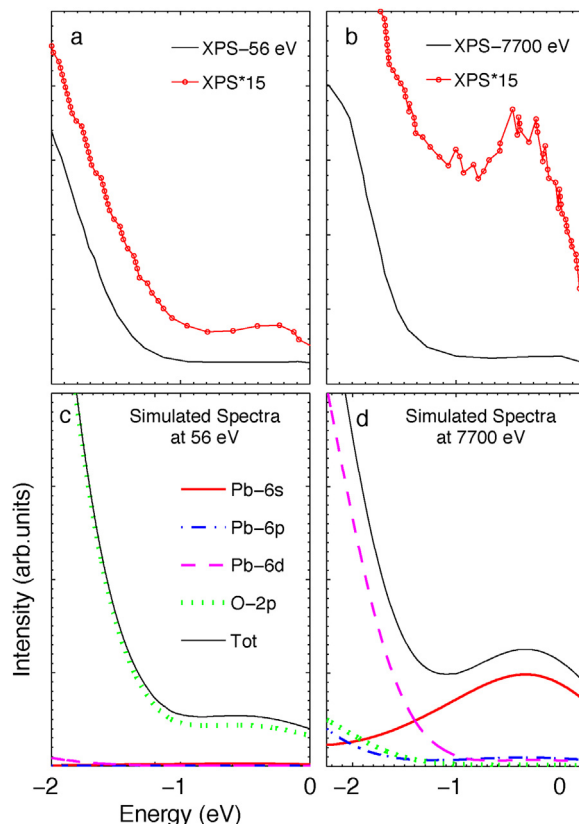 a
XPS-56 eV
XPS*15
b
XPS-7700 eV
XPS*15
c
Simulated Spectra
at 56 eV
Pb-6s
Pb-6p
Pb-6d
O-2p
Tot
Simulated Spectra
at 7700 eV
d
Intensity (arb.units)
−2
−1
0
−2
−1
0
Energy (eV)
Energy (eV)